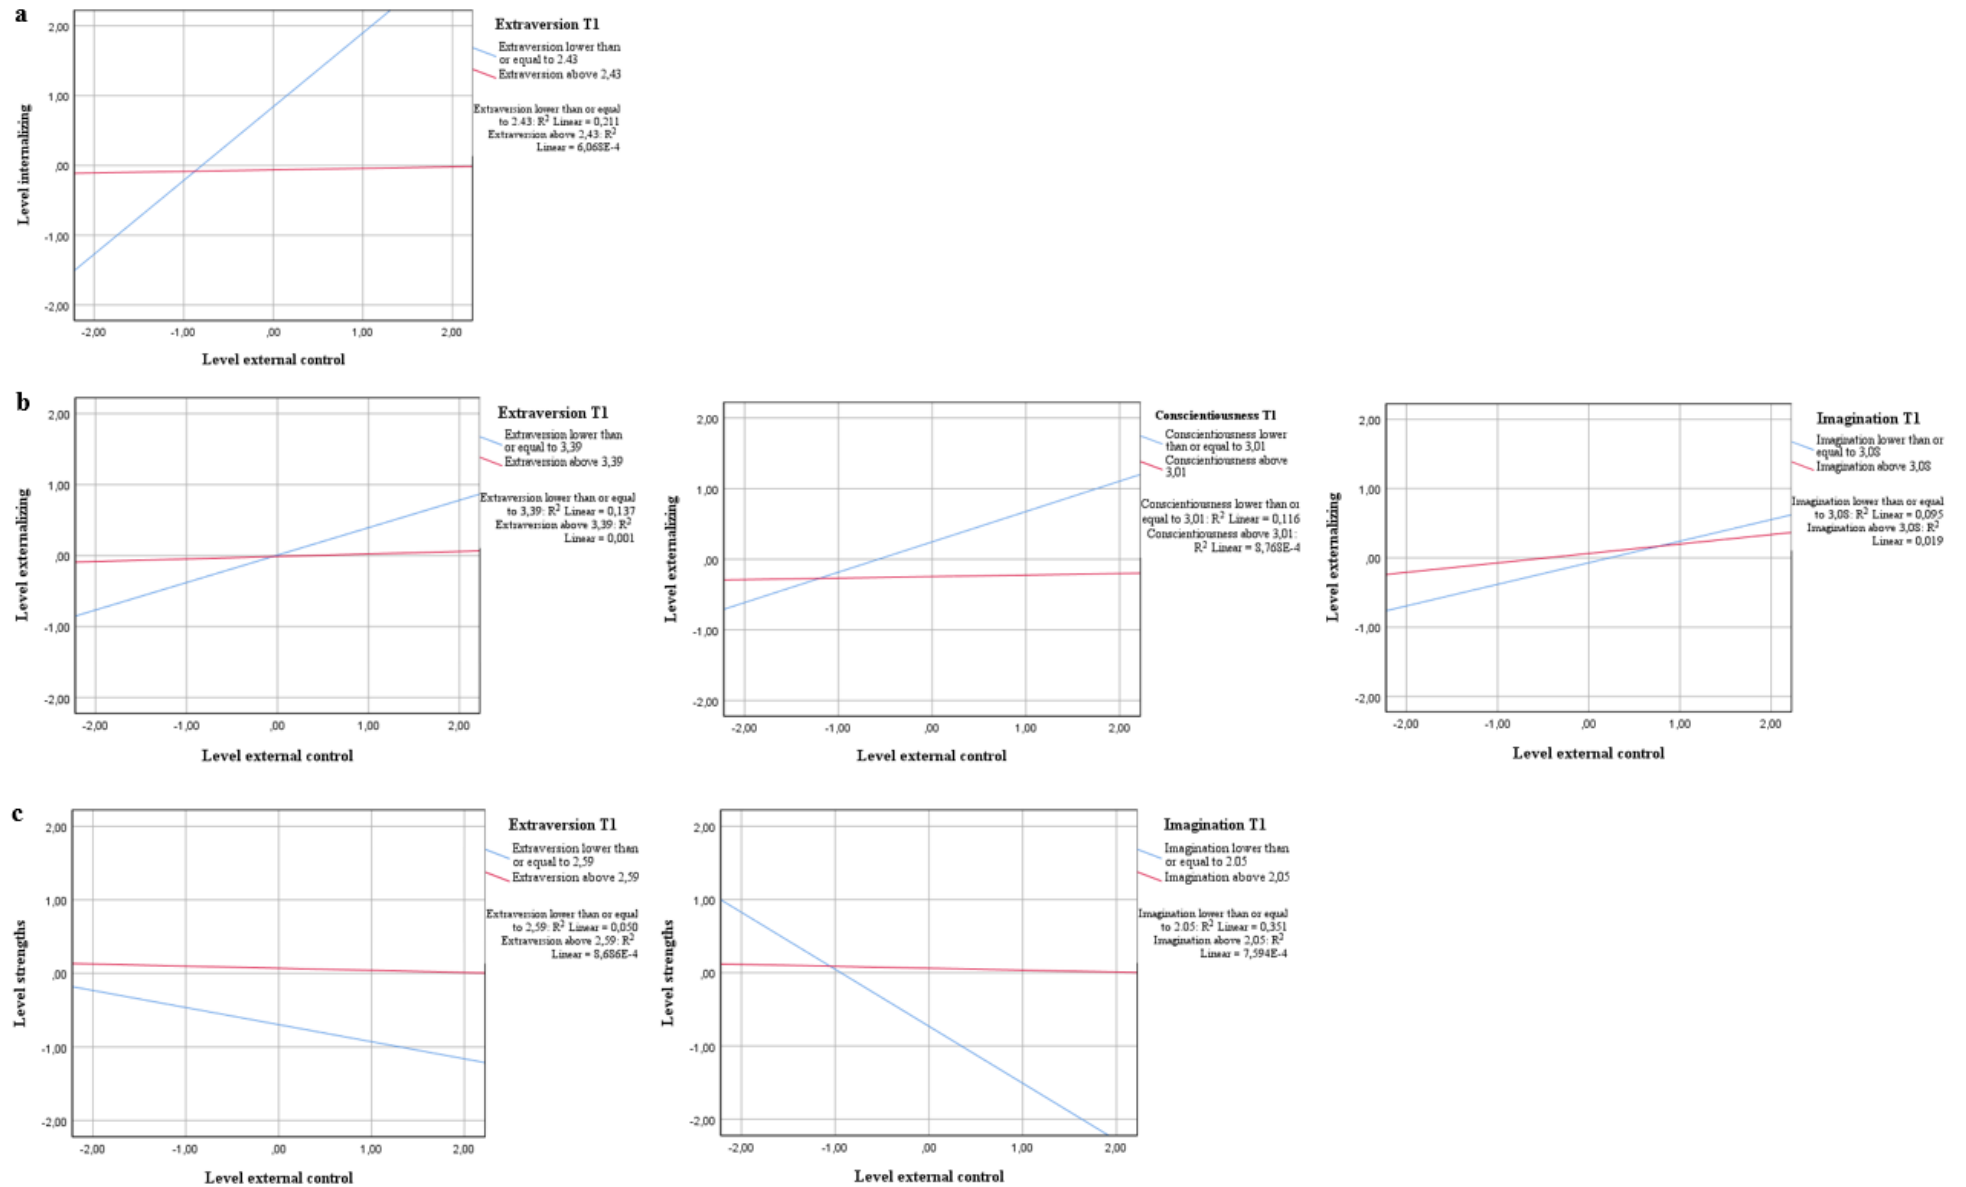 a
Extraversion T1
Extraversion lower than
or equal to 2.43
Extraversion above 2,43
Extraversion lower than or equal
to 2.43: R² Linear = 0,211
Extraversion above 2,43: R²
Linear = 6,068E-4
Level internalizing
2,00
1,00
,00
-1,00
-2,00
-2,00 -1,00 ,00 1,00 2,00
Level external control
b
Extraversion T1
Extraversion lower than
or equal to 3,39
Extraversion above 3,39
Extraversion lower than or equal
to 3,39: R² Linear = 0,137
Extraversion above 3,39: R²
Linear = 0,001
Level externalizing
2,00
1,00
,00
-1,00
-2,00
-2,00 -1,00 ,00 1,00 2,00
Level external control
Conscientiousness T1
Conscientiousness lower
than or equal to 3,01
Conscientiousness above
3,01
Conscientiousness lower than or
equal to 3,01: R² Linear = 0,116
Conscientiousness above 3,01:
R² Linear = 8,768E-4
Level externalizing
2,00
1,00
,00
-1,00
-2,00
-2,00 -1,00 ,00 1,00 2,00
Level external control
Imagination T1
Imagination lower than or
equal to 3,08
Imagination above 3,08
Imagination lower than or equal
to 3,08: R² Linear = 0,095
Imagination above 3,08: R²
Linear = 0,019
Level externalizing
2,00
1,00
,00
-1,00
-2,00
-2,00 -1,00 ,00 1,00 2,00
Level external control
c
Extraversion T1
Extraversion lower than
or equal to 2,59
Extraversion above 2,59
Extraversion lower than or equal
to 2,59: R² Linear = 0,050
Extraversion above 2,59: R²
Linear = 8,686E-4
Level strengths
2,00
1,00
,00
-1,00
-2,00
-2,00 -1,00 ,00 1,00 2,00
Level external control
Imagination T1
Imagination lower than
or equal to 2.05
Imagination above 2,05
Imagination lower than or equal
to 2.05: R² Linear = 0,351
Imagination above 2,05: R²
Linear = 7,594E-4
Level strengths
2,00
1,00
,00
-1,00
-2,00
-2,00 -1,00 ,00 1,00 2,00
Level external control